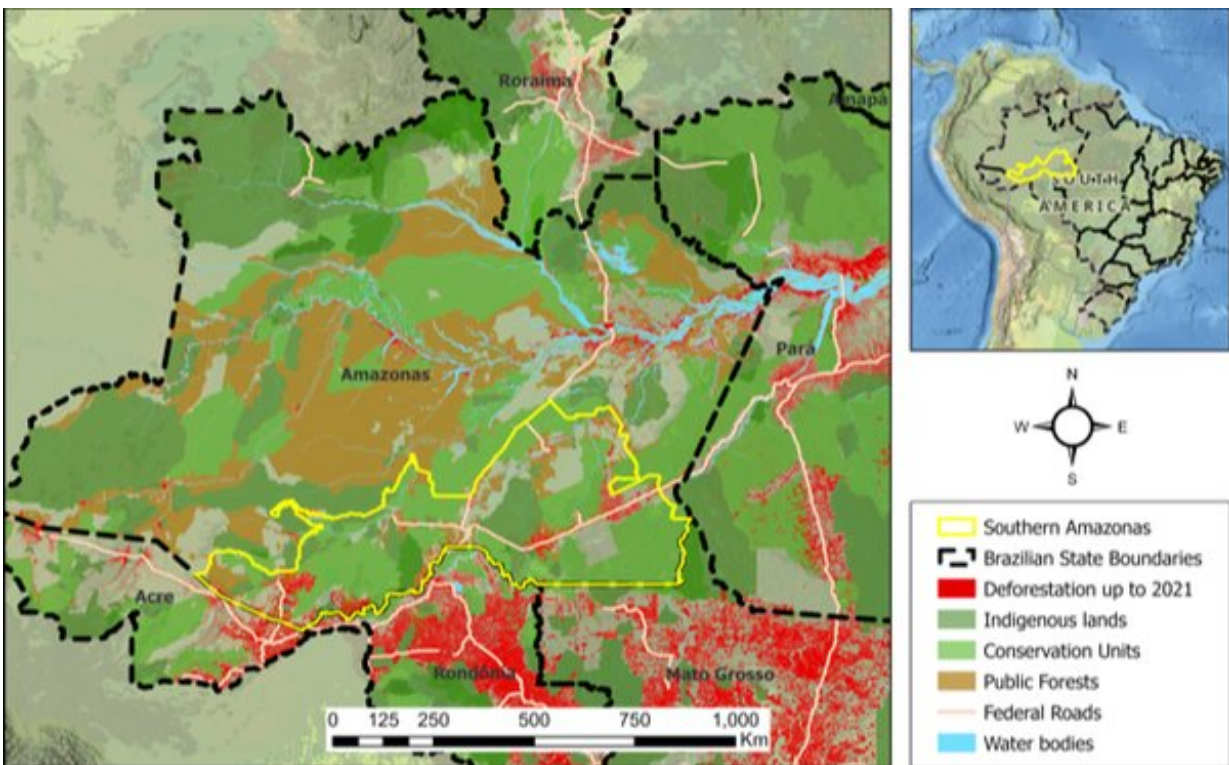 Roraima
Amapá
Amazonas
Pará
Acre
Rondônia
Mato Grosso
0 125 250 500 750 1,000
Km
SOUTH
AMERICA
N
W E
S
Southern Amazonas
Brazilian State Boundaries
Deforestation up to 2021
Indigenous lands
Conservation Units
Public Forests
Federal Roads
Water bodies